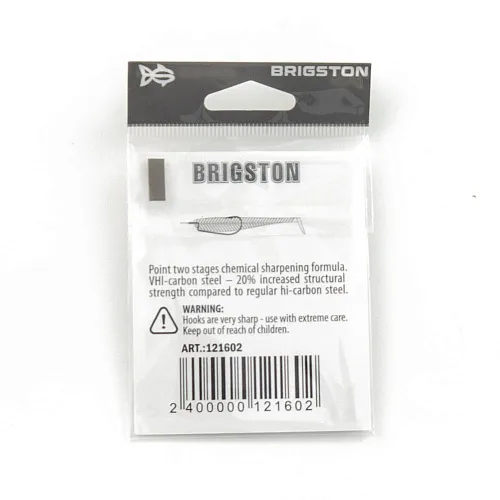 BRIGSTON
BRIGSTON
Point two stages chemical sharpening formula.
VHI-carbon steel – 20% increased structural
strength compared to regular hi-carbon steel.
WARNING:
Hooks are very sharp - use with extreme care.
Keep out of reach of children.
ART.:121602
2 400000 121602